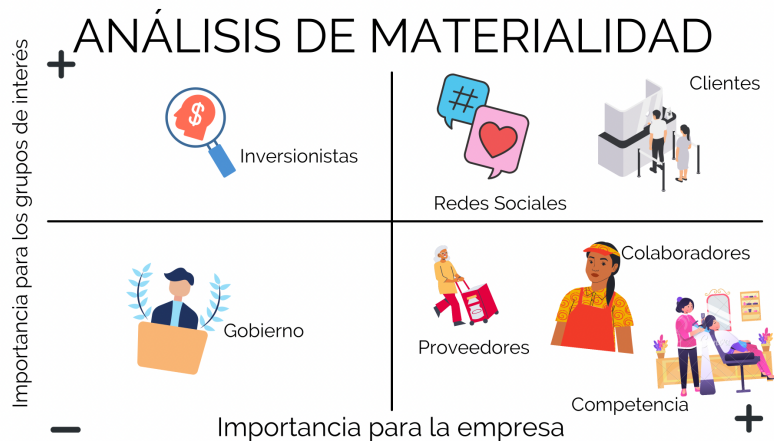 ANÁLISIS DE MATERIALIDAD
+
Importancia para los grupos de interés
$
Inversionistas
#
Clientes
Redes Sociales
Gobierno
Colaboradores
Proveedores
Competencia
−
Importancia para la empresa
+